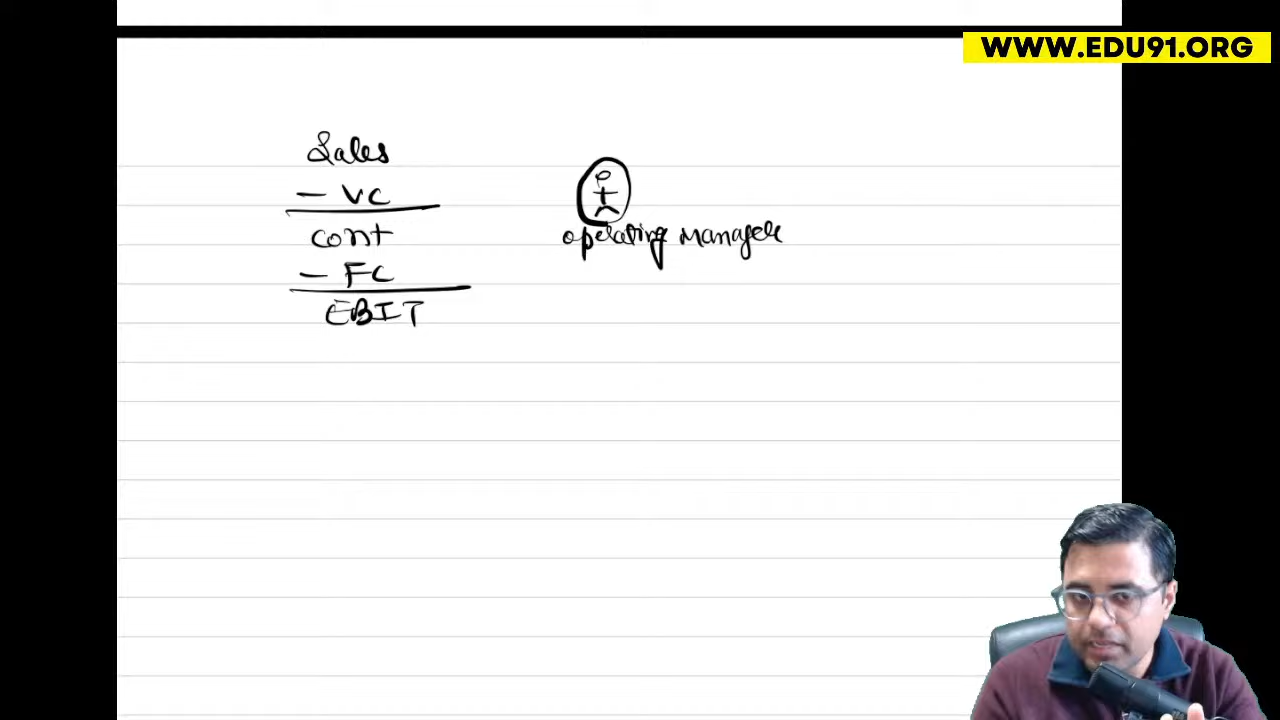 WWW.EDU91.ORG
Sales
- VC
cont
- FC
EBIT
operating manager